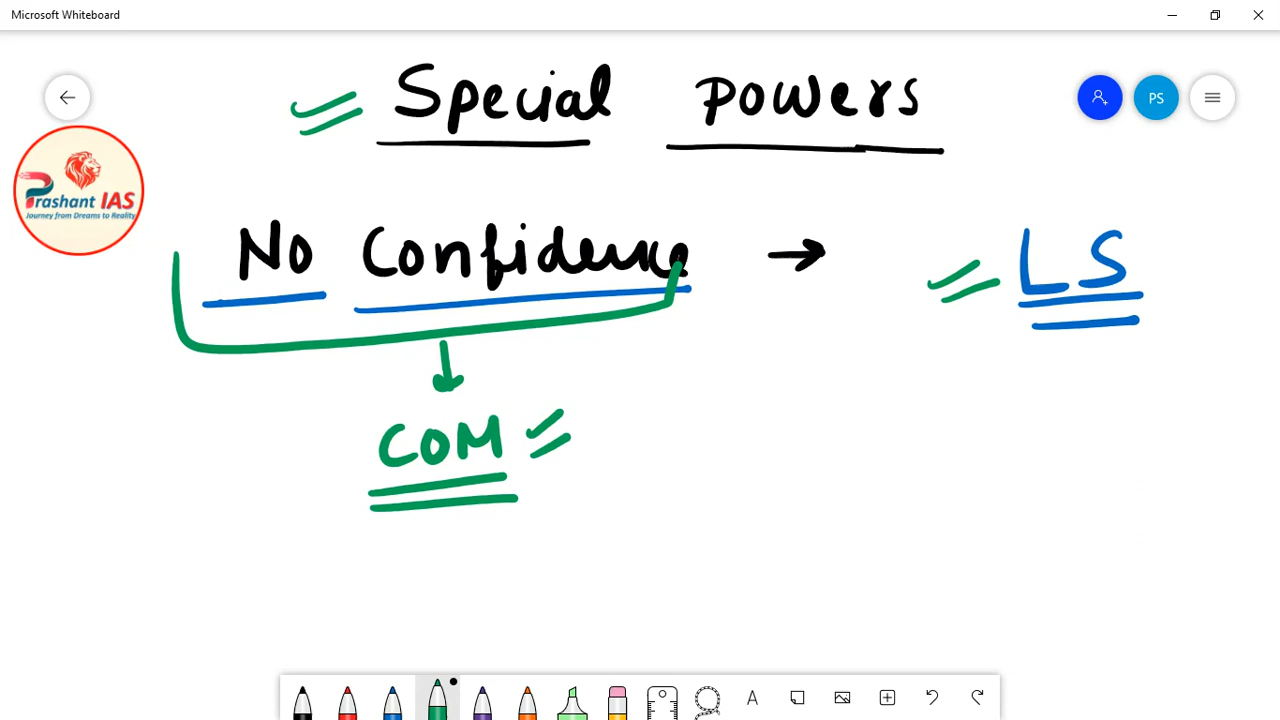 Microsoft Whiteboard
Special Powers
PS
Prashant IAS
Journey from Dreams to Reality
No Confidence → LS
COM
A